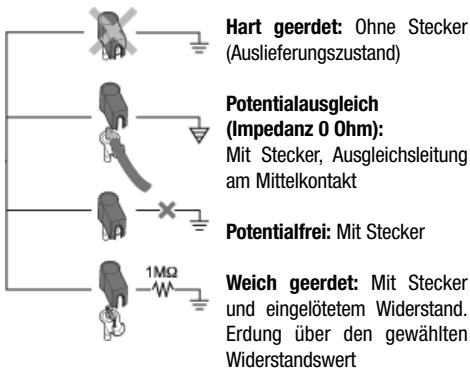 Hart geerdet: Ohne Stecker
(Auslieferungszustand)
Potentialausgleich
(Impedanz 0 Ohm):
Mit Stecker, Ausgleichsleitung
am Mittelkontakt
Potentialfrei: Mit Stecker
1MΩ
Weich geerdet: Mit Stecker
und eingelötetem Widerstand.
Erdung über den gewählten
Widerstandswert